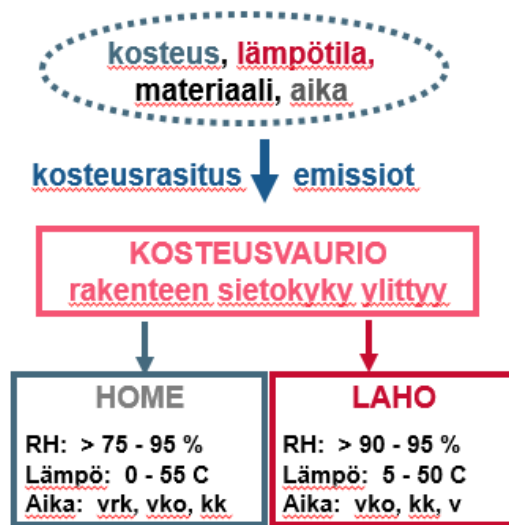 kosteus, lämpötila,
materiaali, aika
kosteusrasitus emissiot
KOSTEUSVAURIO
rakenteen sietokyky ylittyy
HOME
RH: > 75 - 95 %
Lämpö: 0 - 55 C
Aika: vrk, vko, kk
LAHO
RH: > 90 - 95 %
Lämpö: 5 - 50 C
Aika: vko, kk, v